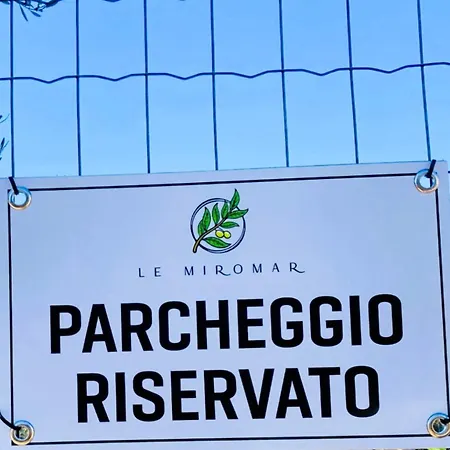 LE MIROMAR
PARCHEGGIO
RISERVATO